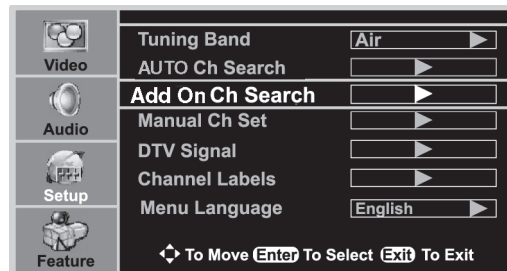 Video
Audio
Setup
Feature
Tuning Band Air
AUTO Ch Search
Add On Ch Search
Manual Ch Set
DTV Signal
Channel Labels
Menu Language English
To Move Enter To Select Exit To Exit